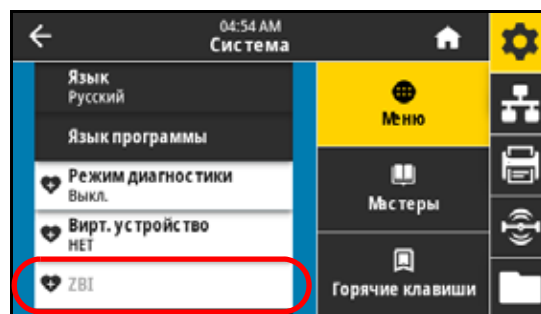 04:54 AM
Система
Язык
Русский
Язык программы
Режим диагностики
Выкл.
Вирт. устройство
НЕТ
ZBI
Меню
Мастеры
Горячие клавиши